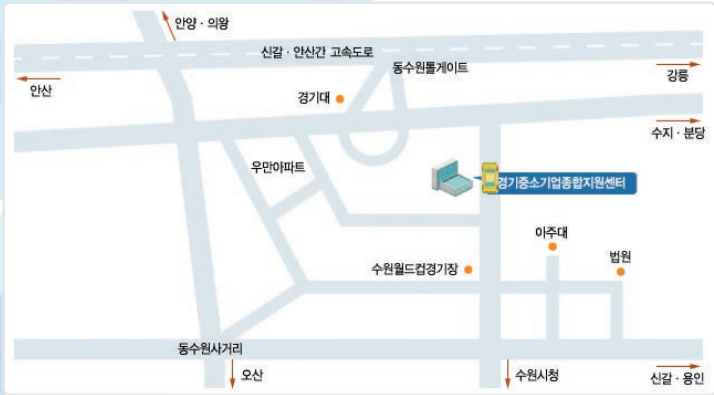 안양 · 의왕
신갈 · 안산간 고속도로
동수원톨게이트
안산
강릉
경기대
수지 · 분당
우만아파트
경기중소기업종합지원센터
아주대
법원
수원월드컵경기장
동수원사거리
오산
수원시청
신갈 · 용인